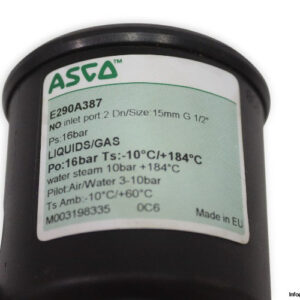 ASCO™
E290A387
NO inlet port:2 Dn/Size:15mm G 1/2"
Ps:16bar
LIQUIDS/GAS
Po:16bar Ts:-10°C/+184°C
water steam 10bar +184°C
Pilot:Air/Water 3-10bar
Ts Amb:-10°C/+60°C
M003198335 0C6
Made in EU